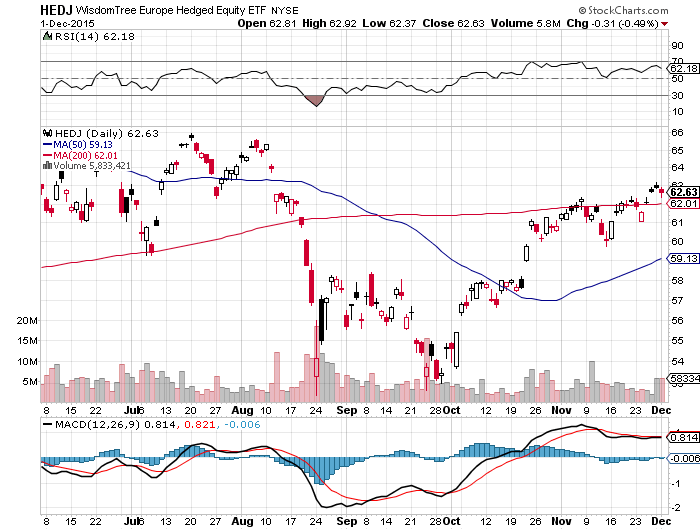 HEDJ WisdomTree Europe Hedged Equity ETF NYSE
© StockCharts.com
1-Dec-2015
Open 62.81 High 62.92 Low 62.37 Close 62.63 Volume 5.8M Chg -0.31 (-0.49%)
RSI(14) 62.18
90
70
62.18
50
30
10
HEDJ (Daily) 62.63
MA(50) 59.13
MA(200) 62.01
Volume 5,833,421
66
65
64
63
62.63
62.01
61
60
59.13
58
57
56
55
54
20M
15M
10M
5M
8 15 22 Jul 6 13 20 27 Aug 10 17 24 Sep 8 14 21 28 Oct 12 19 26 Nov 9 16 23 Dec
MACD(12,26,9) 0.814, 0.821, -0.006
0.814
-0.006
-1
-2
8 15 22 Jul 6 13 20 27 Aug 10 17 24 Sep 8 14 21 28 Oct 12 19 26 Nov 9 16 23 Dec